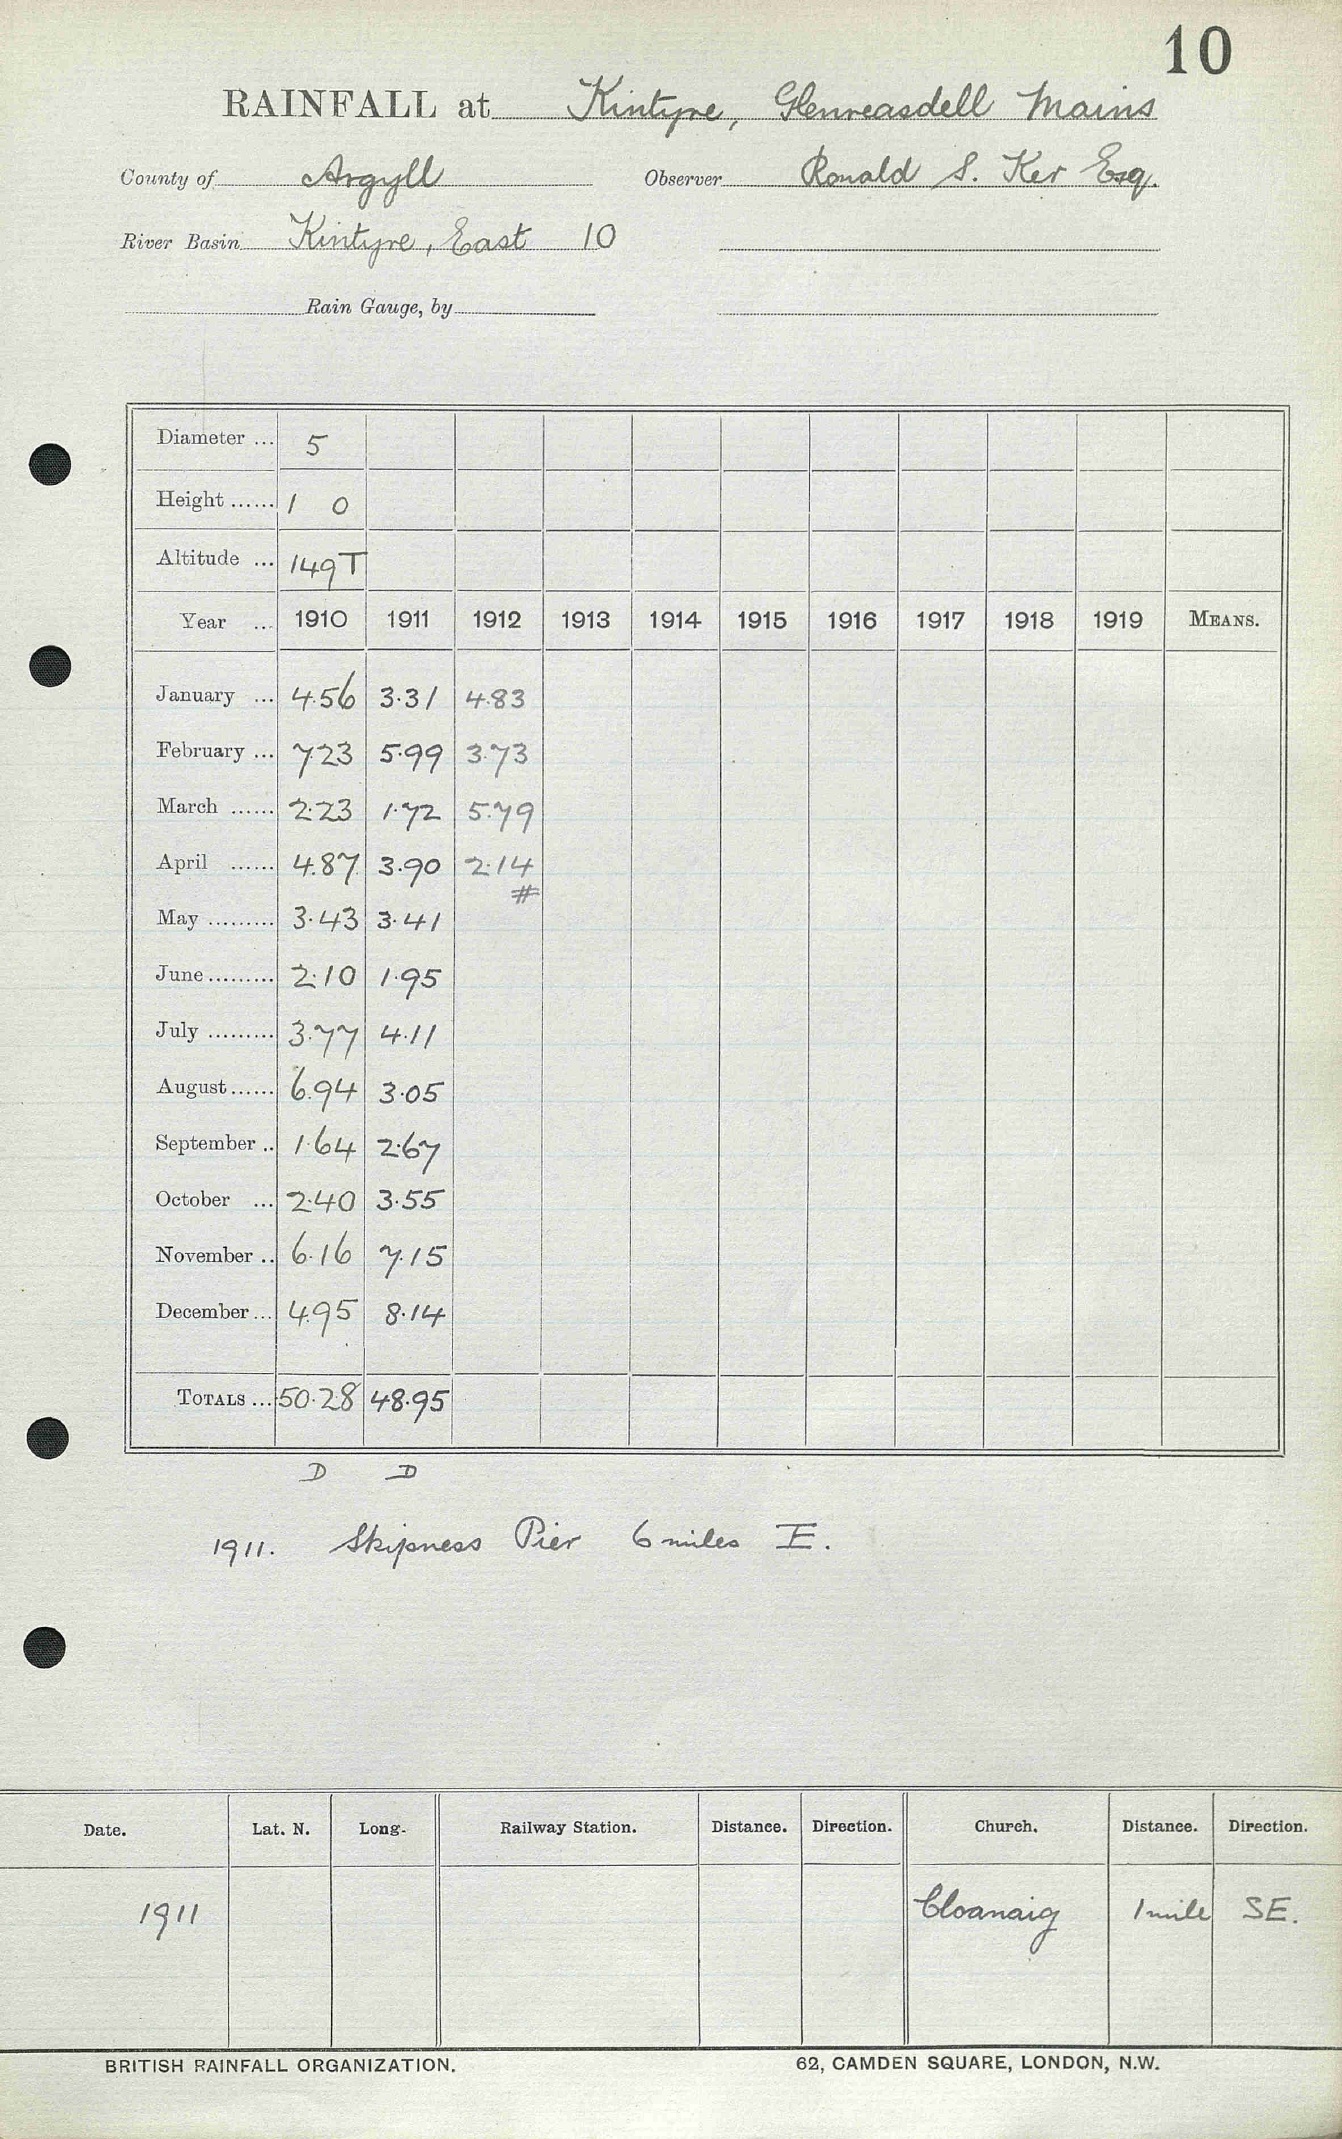 10
RAINFALL at Kintyre, Glenreasdell Mains
County of Argyll Observer Ronald S. Ker Esq.
River Basin Kintyre, East 10
Rain Gauge, by
Diameter ... 5
Height ...... 1 0
Altitude ... 149 T
Year ... 1910 1911 1912 1913 1914 1915 1916 1917 1918 1919 MEANS.
January ... 4.56 3.31 4.83
February ... 7.23 5.99 3.73
March ...... 2.23 1.72 5.79
April ...... 4.87 3.90 2.14
#
May ......... 3.43 3.41
June ......... 2.10 1.95
July ......... 3.77 4.11
August ...... 6.94 3.05
September .. 1.64 2.67
October ... 2.40 3.55
November .. 6.16 7.15
December ... 4.95 8.14
TOTALS ... 50.28 48.95
D D
1911. Skipness Pier 6 miles E.
Date. Lat. N. Long. Railway Station. Distance. Direction. Church. Distance. Direction.
1911 Cloanaig 1 mile SE.
BRITISH RAINFALL ORGANIZATION. 62, CAMDEN SQUARE, LONDON, N.W.